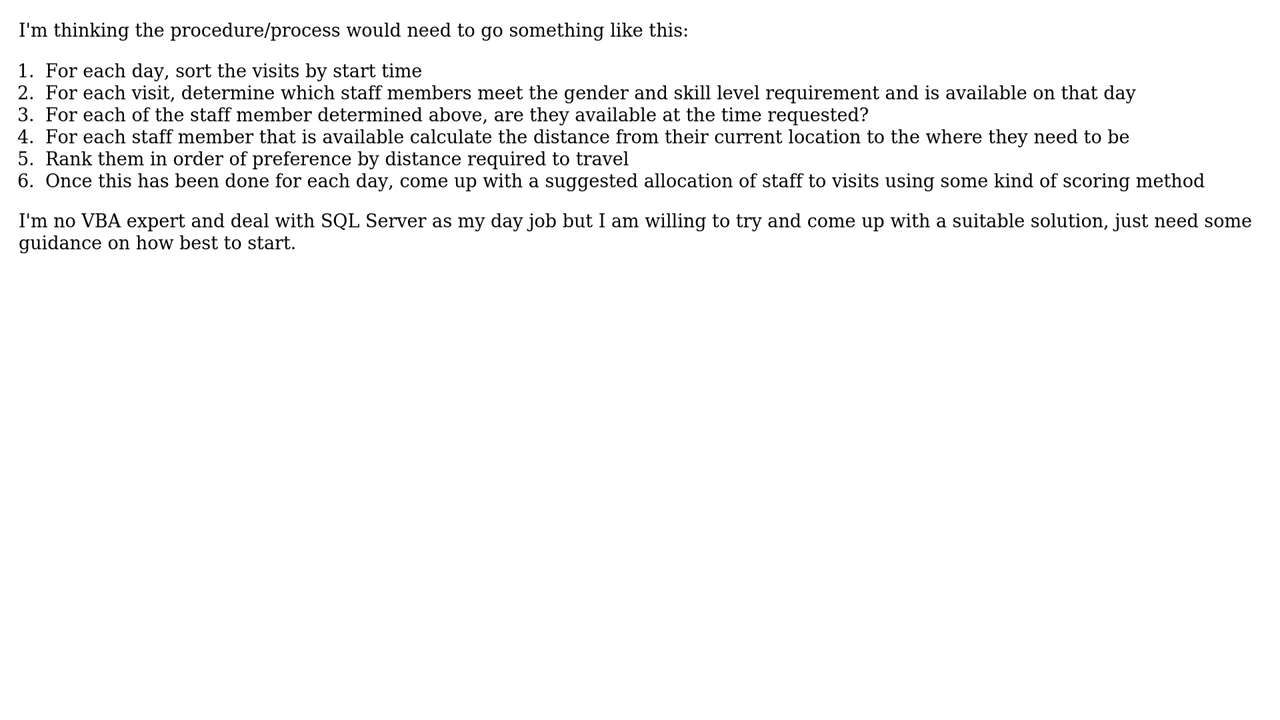 I'm thinking the procedure/process would need to go something like this:
1. For each day, sort the visits by start time
2. For each visit, determine which staff members meet the gender and skill level requirement and is available on that day
3. For each of the staff member determined above, are they available at the time requested?
4. For each staff member that is available calculate the distance from their current location to the where they need to be
5. Rank them in order of preference by distance required to travel
6. Once this has been done for each day, come up with a suggested allocation of staff to visits using some kind of scoring method
I'm no VBA expert and deal with SQL Server as my day job but I am willing to try and come up with a suitable solution, just need some
guidance on how best to start.